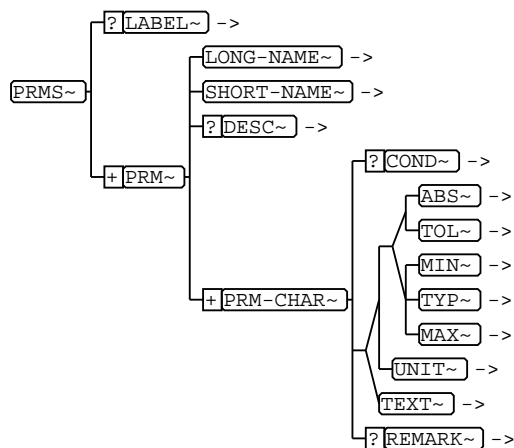 ? LABEL~ ->
LONG-NAME~ ->
PRMS~
SHORT-NAME~ ->
? DESC~ ->
? COND~ ->
+ PRM~
ABS~ ->
TOL~ ->
MIN~ ->
+ PRM-CHAR~
TYP~ ->
MAX~ ->
UNIT~ ->
TEXT~ ->
? REMARK~ ->